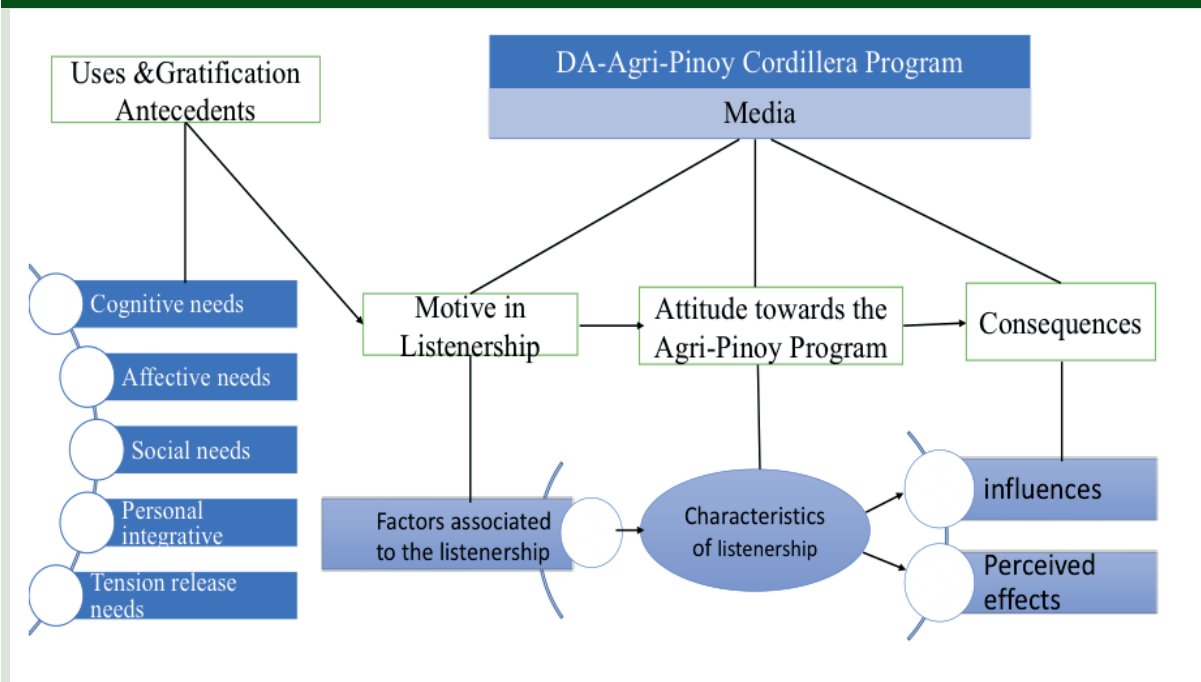 Uses &Gratification
Antecedents
DA-Agri-Pinoy Cordillera Program
Media
Cognitive needs
Affective needs
Social needs
Personal
integrative
Tension release
needs
Motive in
Listenership
Attitude towards the
Agri-Pinoy Program
Consequences
Factors associated
to the listenership
Characteristics
of listenership
influences
Perceived
effects